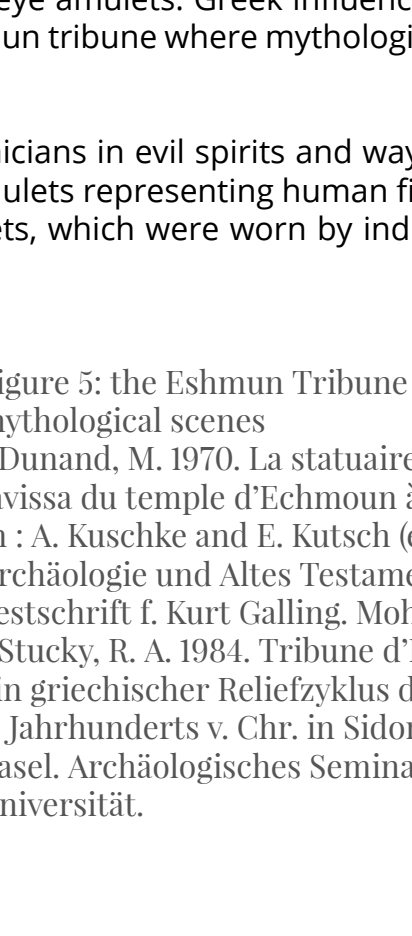 eye amulets. Greek influenc
un tribune where mythologi
icians in evil spirits and way
ulets representing human fi
ets, which were worn by ind
igure 5: the Eshmun Tribune
nythological scenes
Dunand, M. 1970. La statuaire
avissa du temple d’Echmoun à
n : A. Kuschke and E. Kutsch (e
rchäologie und Altes Testame
estschrift f. Kurt Galling. Moh
Stucky, R. A. 1984. Tribune d’E
in griechischer Reliefzyklus d
Jahrhunderts v. Chr. in Sidon
asel. Archäologisches Semina
niversität.